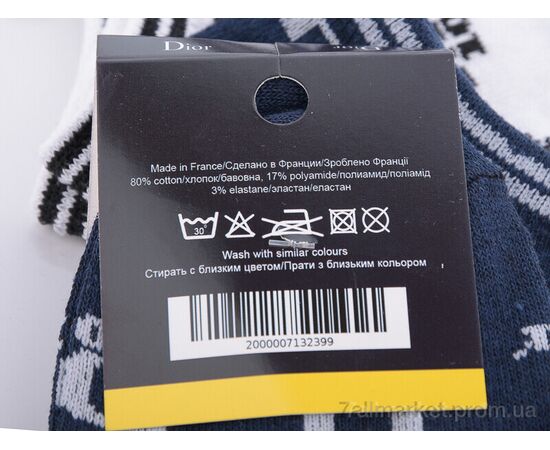 Dior
Made in France/Сделано в Франции/Зроблено Франції
80% cotton/хлопок/бавовна, 17% polyamide/полиамид/поліамід
3% elastane/эластан/еластан
30°
Wash with similar colours
Стирать с близким цветом/Прати з близьким кольором
2000007132399
7ellmarket.prom.ua